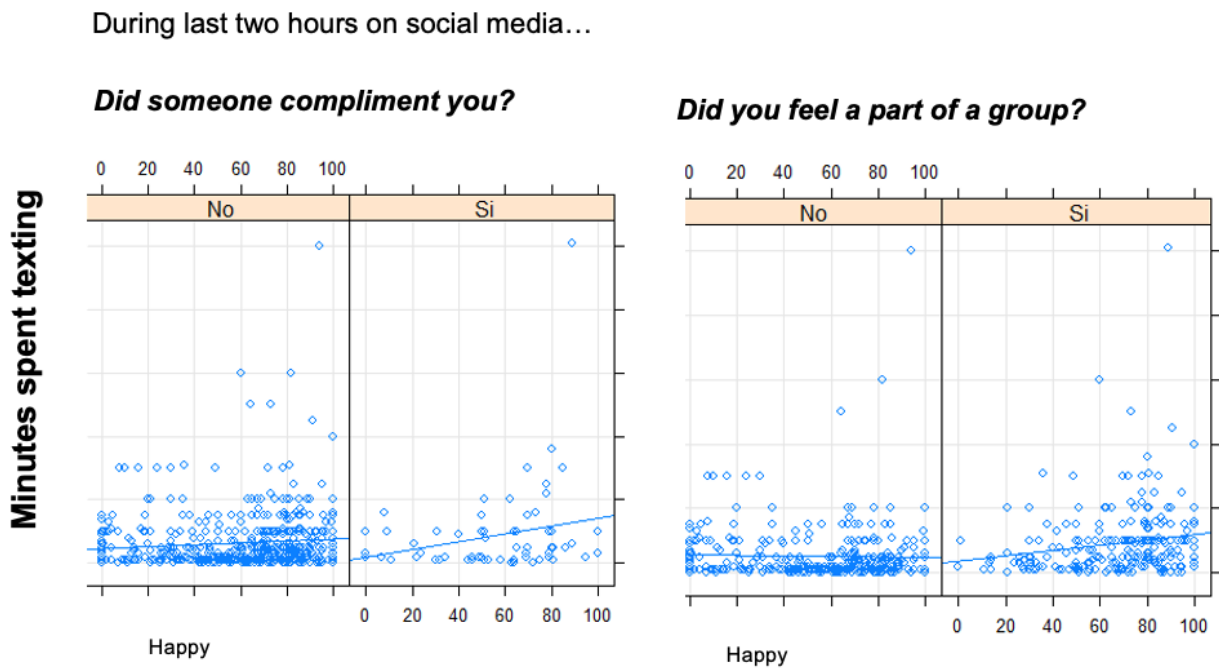 During last two hours on social media…
Did someone compliment you?
Did you feel a part of a group?
Minutes spent texting
0 20 40 60 80 100
No Si
0 20 40 60 80 100
Happy
0 20 40 60 80 100
No Si
0 20 40 60 80 100
Happy